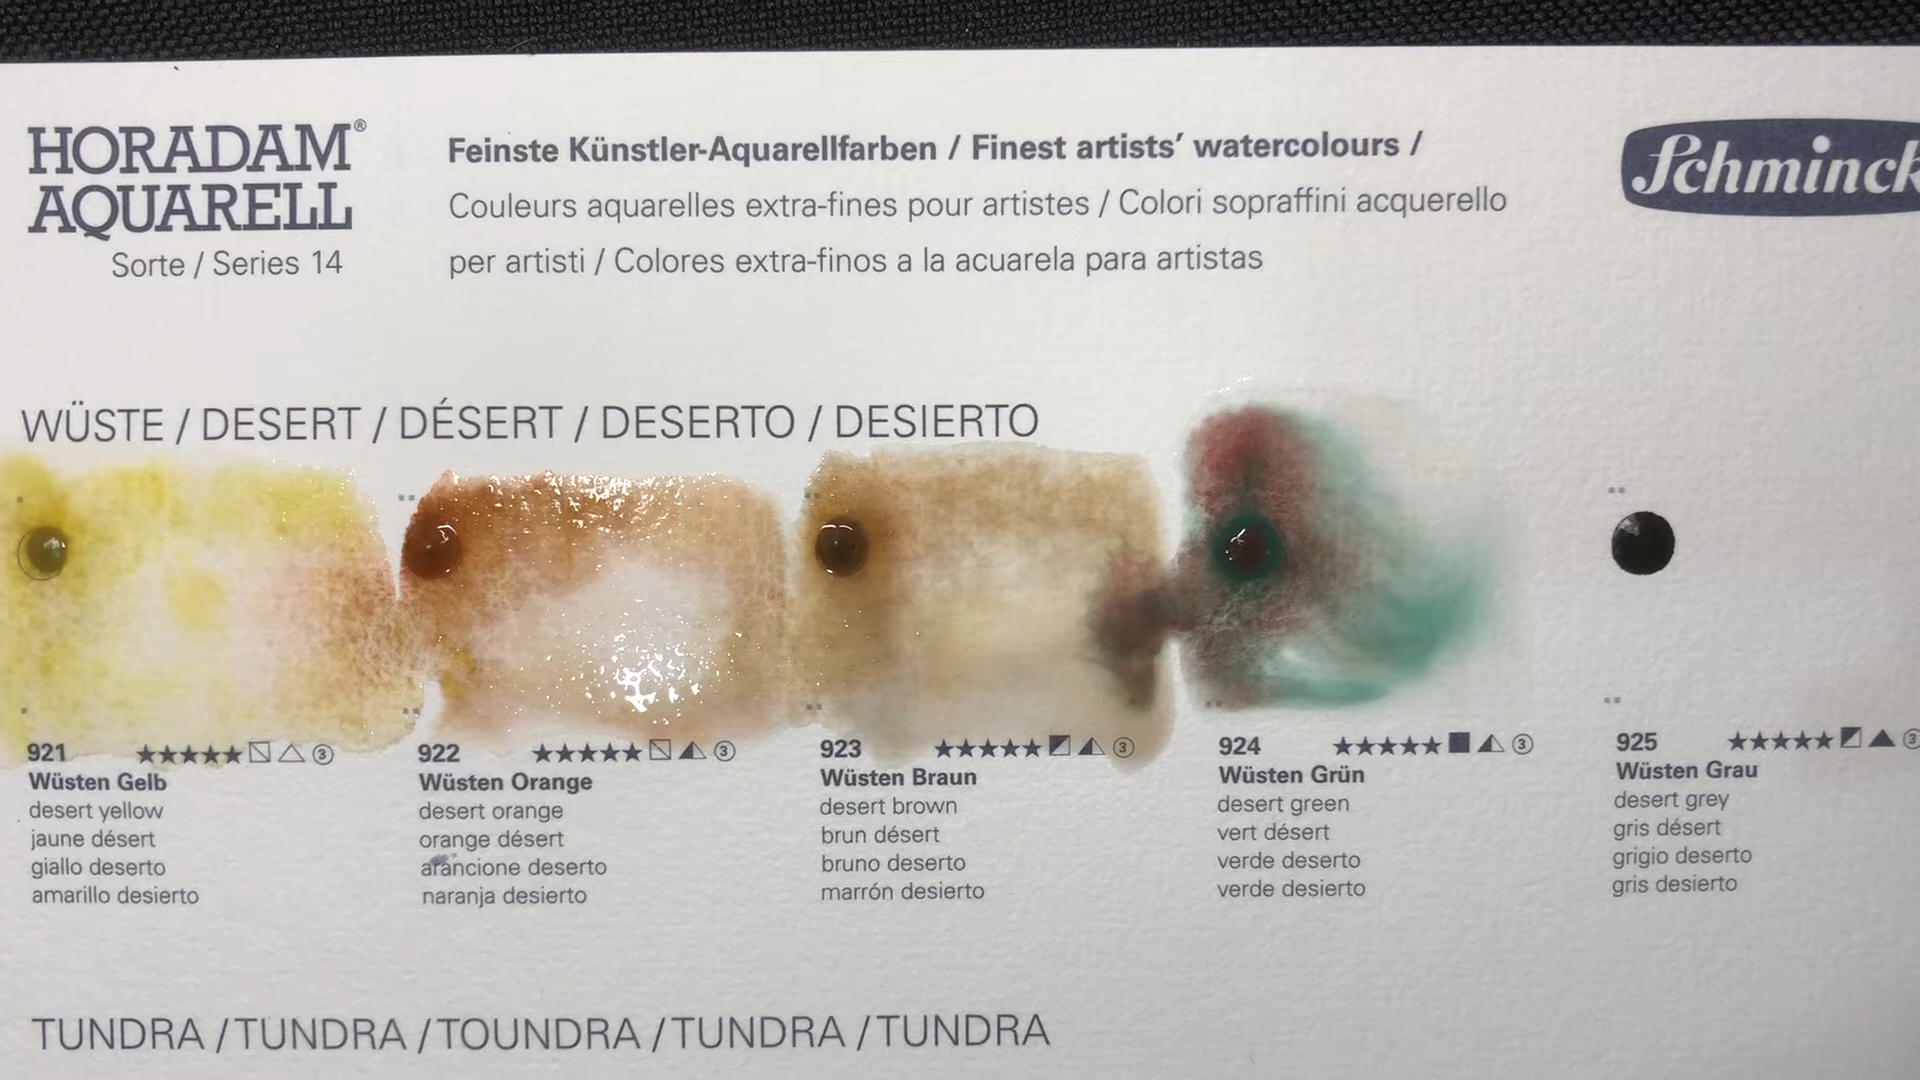 HORADAM®
AQUARELL
Sorte / Series 14
Feinste Künstler-Aquarellfarben / Finest artists' watercolours /
Couleurs aquarelles extra-fines pour artistes / Colori sopraffini acquerello
per artisti / Colores extra-finos a la acuarela para artistas
Schminck
WÜSTE / DESERT / DÉSERT / DESERTO / DESIERTO
921 ★★★★★ 3
Wüsten Gelb
desert yellow
jaune désert
giallo deserto
amarillo desierto
922 ★★★★★ 3
Wüsten Orange
desert orange
orange désert
arancione deserto
naranja desierto
923 ★★★★★ 3
Wüsten Braun
desert brown
brun désert
bruno deserto
marrón desierto
924 ★★★★★ 3
Wüsten Grün
desert green
vert désert
verde deserto
verde desierto
925 ★★★★★ 3
Wüsten Grau
desert grey
gris désert
grigio deserto
gris desierto
TUNDRA / TUNDRA / TOUNDRA / TUNDRA / TUNDRA